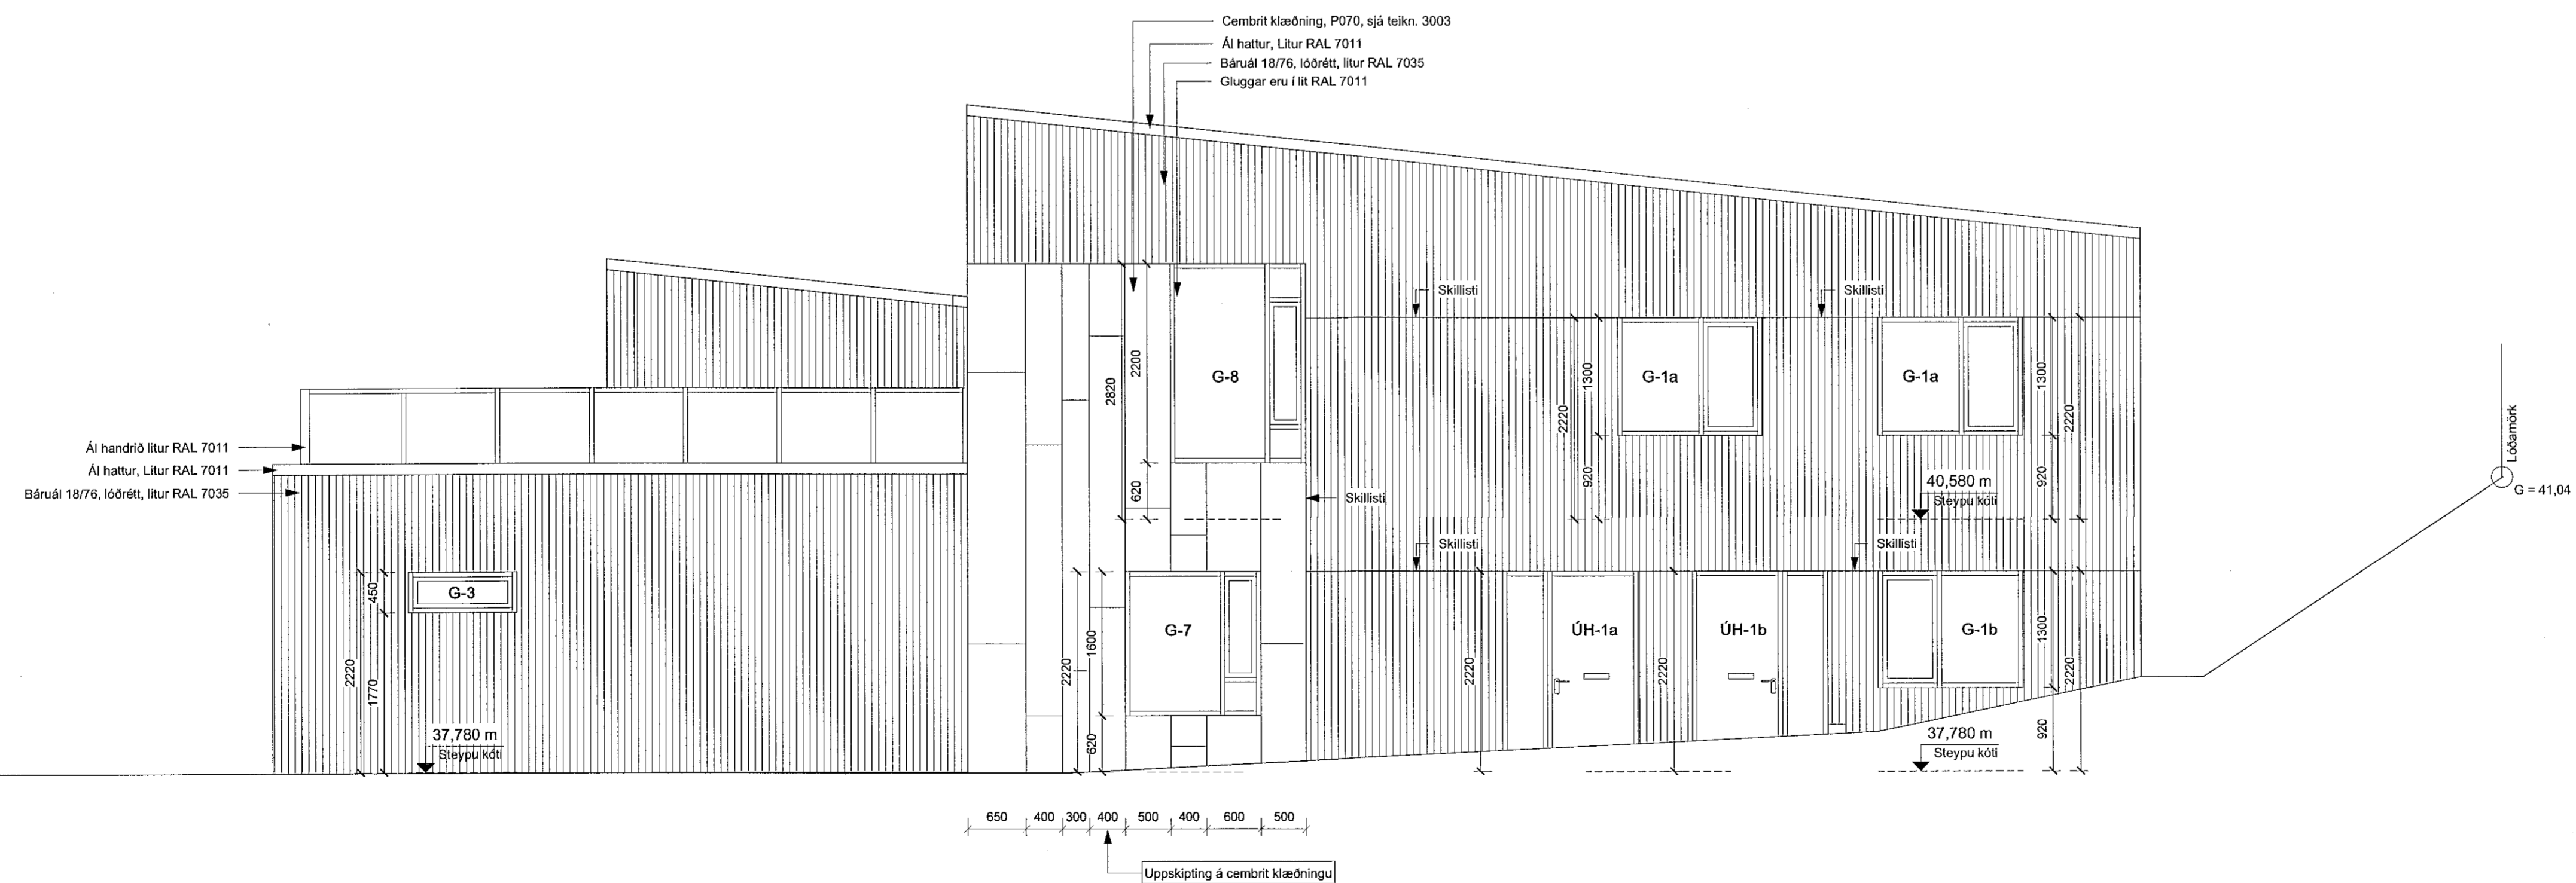 Cembrit klæðning, P070, sjá teikn. 3003
Ál hattur, Litur RAL 7011
Báruál 18/76, lóðrétt, litur RAL 7035
Gluggar eru í lit RAL 7011
Skillisti
Skillisti
G-8
G-1a
G-1a
2200
2820
620
2220
1300
920
1300
920
2220
Lóðamörk
G = 41,04
Ál handrið litur RAL 7011
Ál hattur, Litur RAL 7011
Báruál 18/76, lóðrétt, litur RAL 7035
Skillisti
40,580 m
Steypu kóti
Skillisti
Skillisti
G-3
450
1770
2220
G-7
1600
2220
620
ÚH-1a
ÚH-1b
G-1b
2220
2220
1300
920
2220
37,780 m
Steypu kóti
37,780 m
Steypu kóti
650 400 300 400 500 400 600 500
Uppskipting á cembrit klæðningu